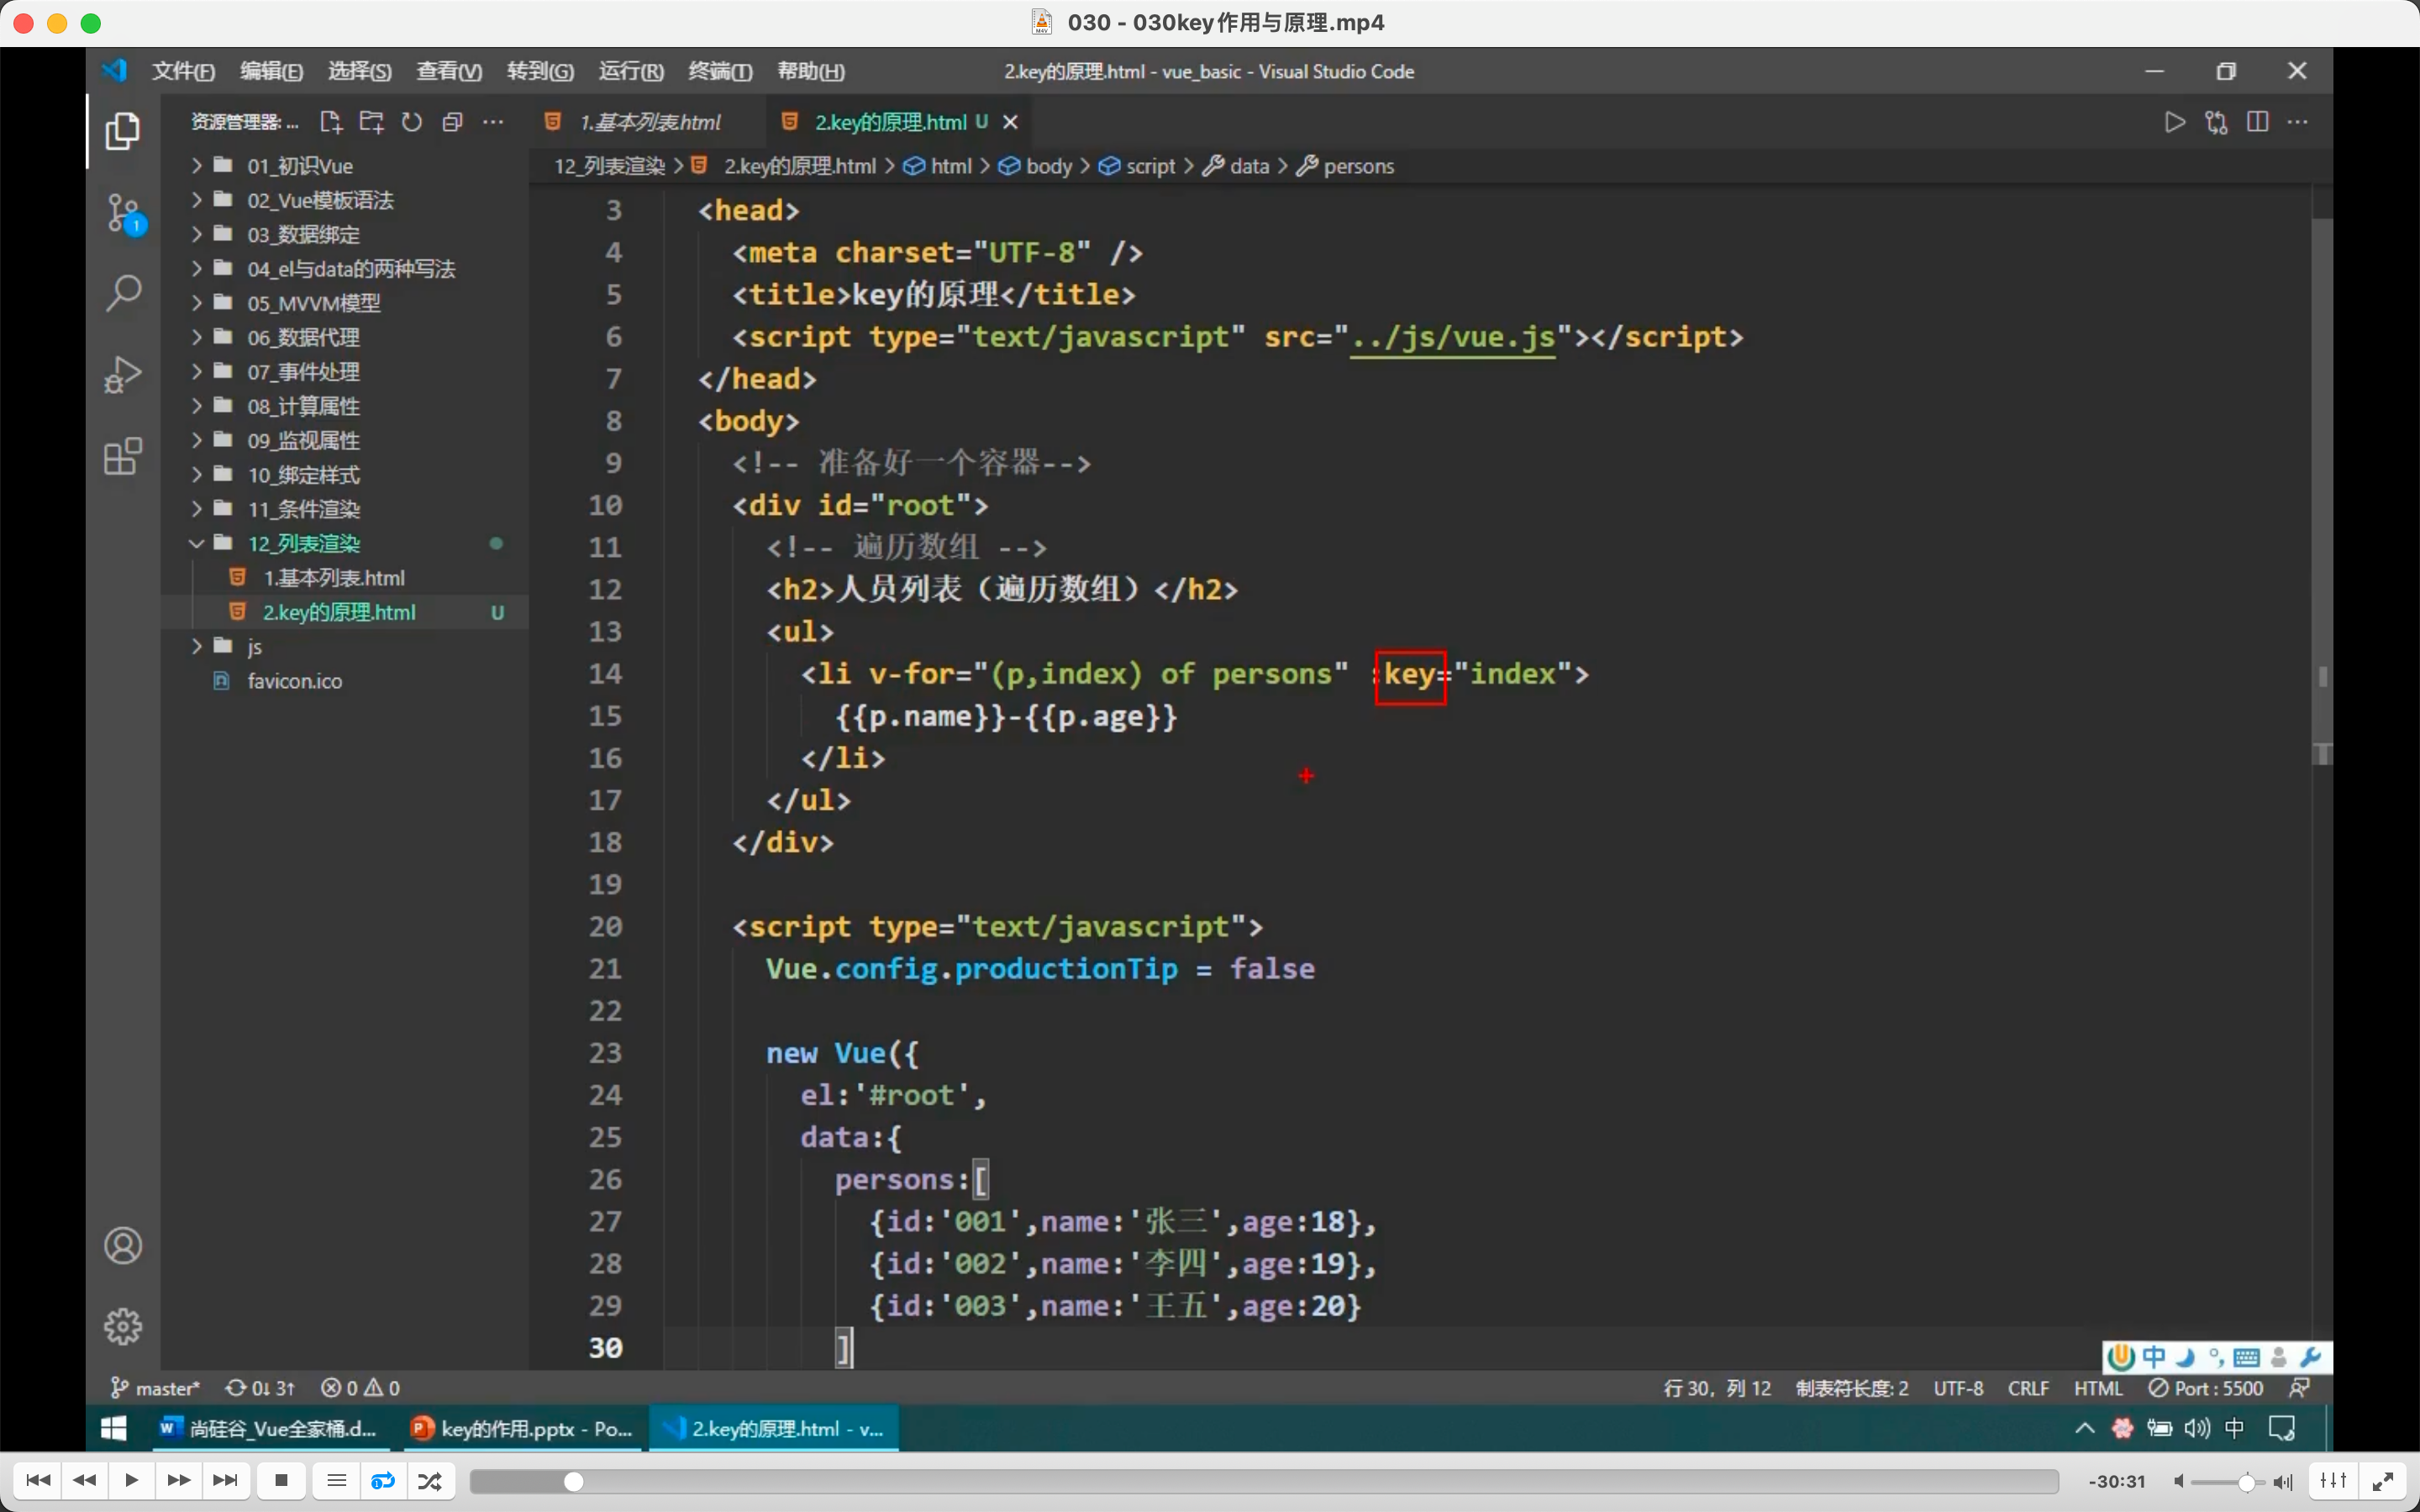 030 - 030key作用与原理.mp4
文件(F) 编辑(E) 选择(S) 查看(V) 转到(G) 运行(R) 终端(T) 帮助(H) 2.key的原理.html - vue_basic - Visual Studio Code
资源管理器: ...
1.基本列表.html 2.key的原理.html U
12_列表渲染 > 2.key的原理.html > html > body > script > data > persons
01_初识Vue
02_Vue模板语法
03_数据绑定
04_el与data的两种写法
05_MVVM模型
06_数据代理
07_事件处理
08_计算属性
09_监视属性
10_绑定样式
11_条件渲染
12_列表渲染
1.基本列表.html
2.key的原理.html U
js
favicon.ico
1
3 <head>
4 <meta charset="UTF-8" />
5 <title>key的原理</title>
6 <script type="text/javascript" src="../js/vue.js"></script>
7 </head>
8 <body>
9 <!-- 准备好一个容器-->
10 <div id="root">
11 <!-- 遍历数组 -->
12 <h2>人员列表（遍历数组）</h2>
13 <ul>
14 <li v-for="(p,index) of persons" :key="index">
15 {{p.name}}-{{p.age}}
16 </li>
17 </ul>
18 </div>
19
20 <script type="text/javascript">
21 Vue.config.productionTip = false
22
23 new Vue({
24 el:'#root',
25 data:{
26 persons:[
27 {id:'001',name:'张三',age:18},
28 {id:'002',name:'李四',age:19},
29 {id:'003',name:'王五',age:20}
30 ]
中
master* 0↓ 3↑ 0 0 行 30，列 12 制表符长度: 2 UTF-8 CRLF HTML Port : 5500
尚硅谷_Vue全家桶.d... key的作用.pptx - Po... 2.key的原理.html - v... 中
-30:31